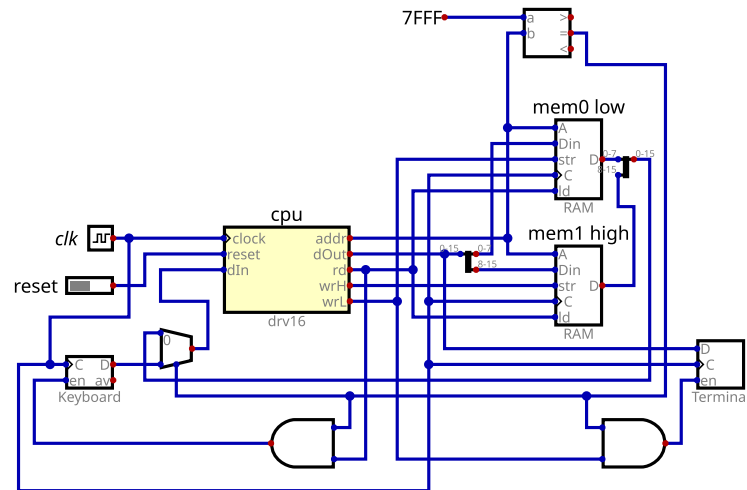 7FFF
a >
b =
<
mem0 low
A
Din
str D
C
ld
RAM
0-7 0-15
8-15
cpu
clk
clock addr
reset dOut
dIn rd
wrH
wrL
drv16
reset
0-15 0-7
8-15
mem1 high
A
Din
str D
C
ld
RAM
0
C D
en av
Keyboard
D
C
en
Termina